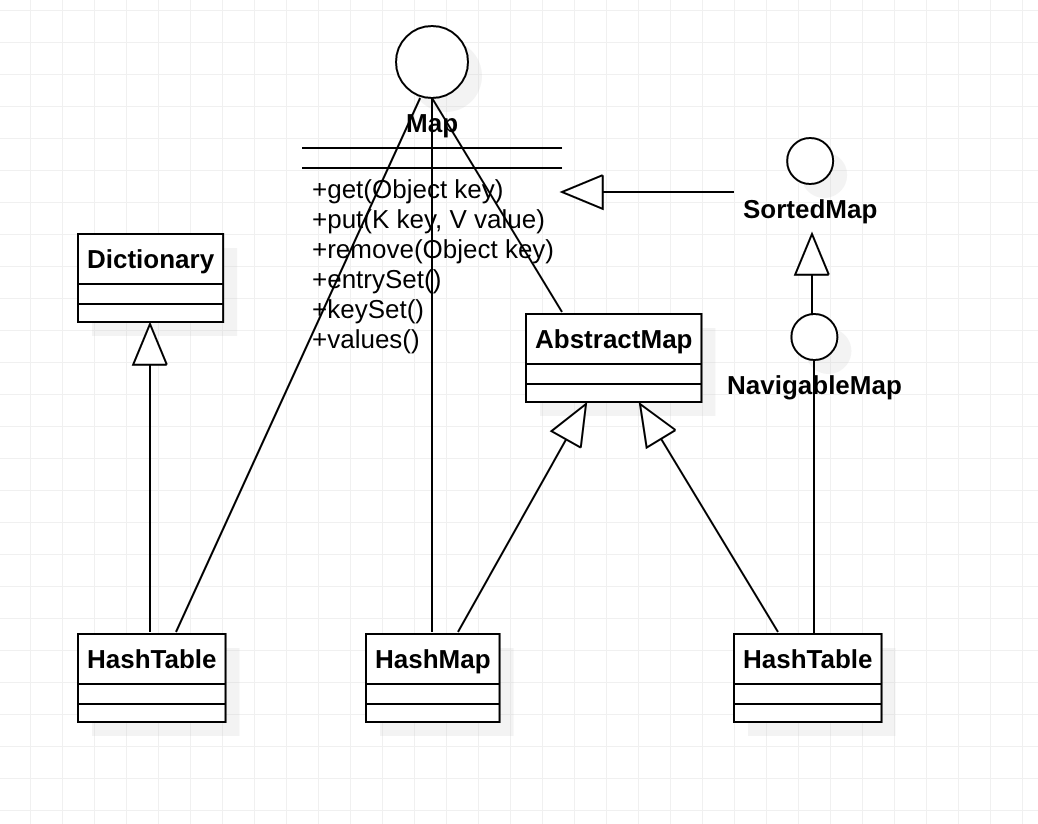 Map
+get(Object key)
+put(K key, V value)
+remove(Object key)
+entrySet()
+keySet()
+values()
SortedMap
Dictionary
AbstractMap
NavigableMap
HashTable
HashMap
HashTable